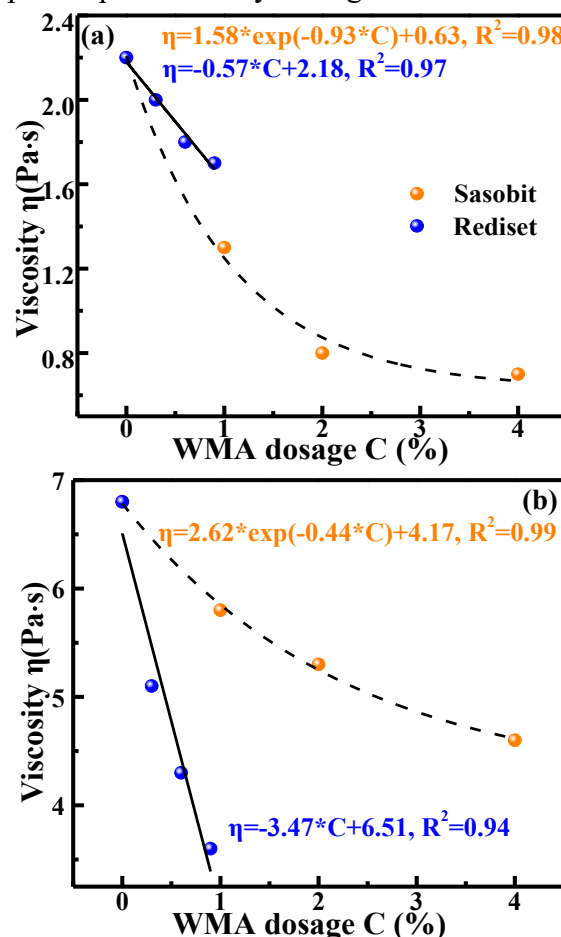 (a)
η=1.58*exp(-0.93*C)+0.63, R²=0.98
η=-0.57*C+2.18, R²=0.97
Sasobit
Rediset
2.4
2.0
1.6
1.2
0.8
Viscosity η(Pa·s)
0 1 2 3 4
WMA dosage C (%)
(b)
η=2.62*exp(-0.44*C)+4.17, R²=0.99
η=-3.47*C+6.51, R²=0.94
7
6
5
4
Viscosity η(Pa·s)
0 1 2 3 4
WMA dosage C (%)